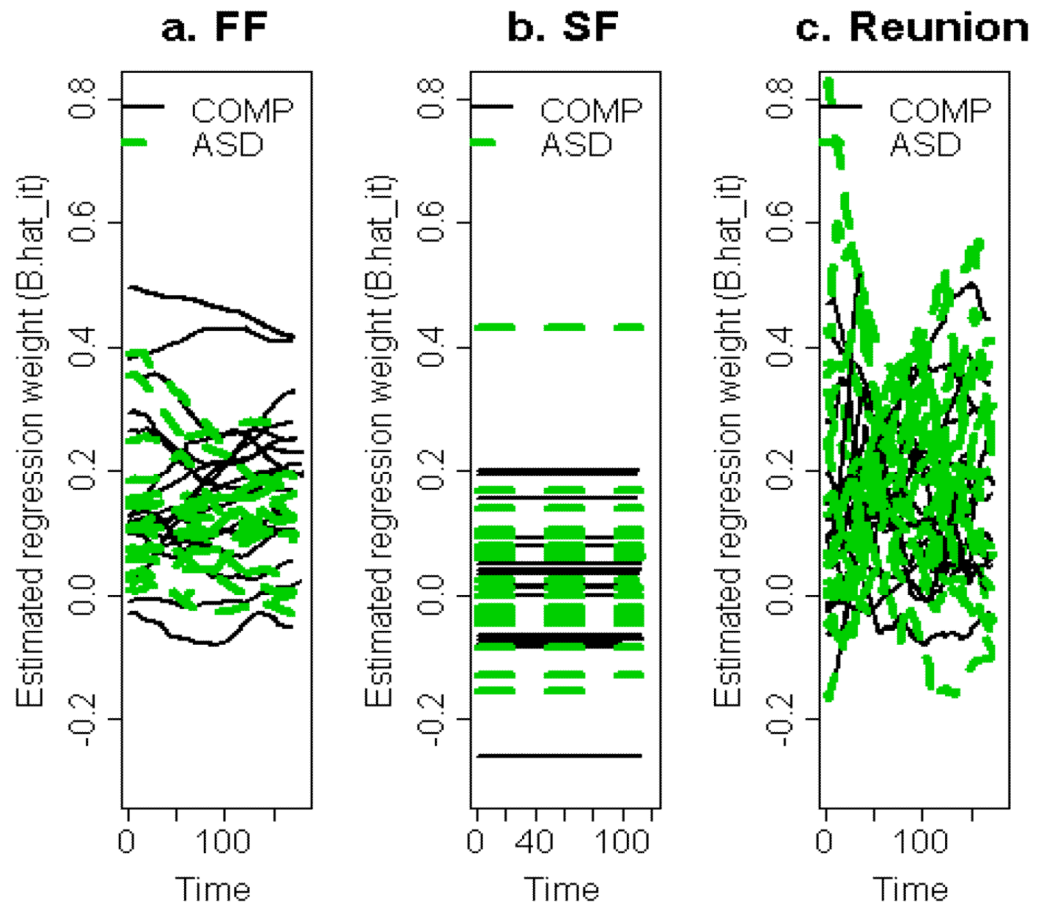 a. FF
b. SF
c. Reunion
Estimated regression weight (B.hat_it)
0.8
0.6
0.4
0.2
0.0
-0.2
COMP
ASD
0
100
Time
Estimated regression weight (B.hat_it)
0.8
0.6
0.4
0.2
0.0
-0.2
COMP
ASD
0
40
100
Time
Estimated regression weight (B.hat_it)
0.8
0.6
0.4
0.2
0.0
-0.2
COMP
ASD
0
100
Time